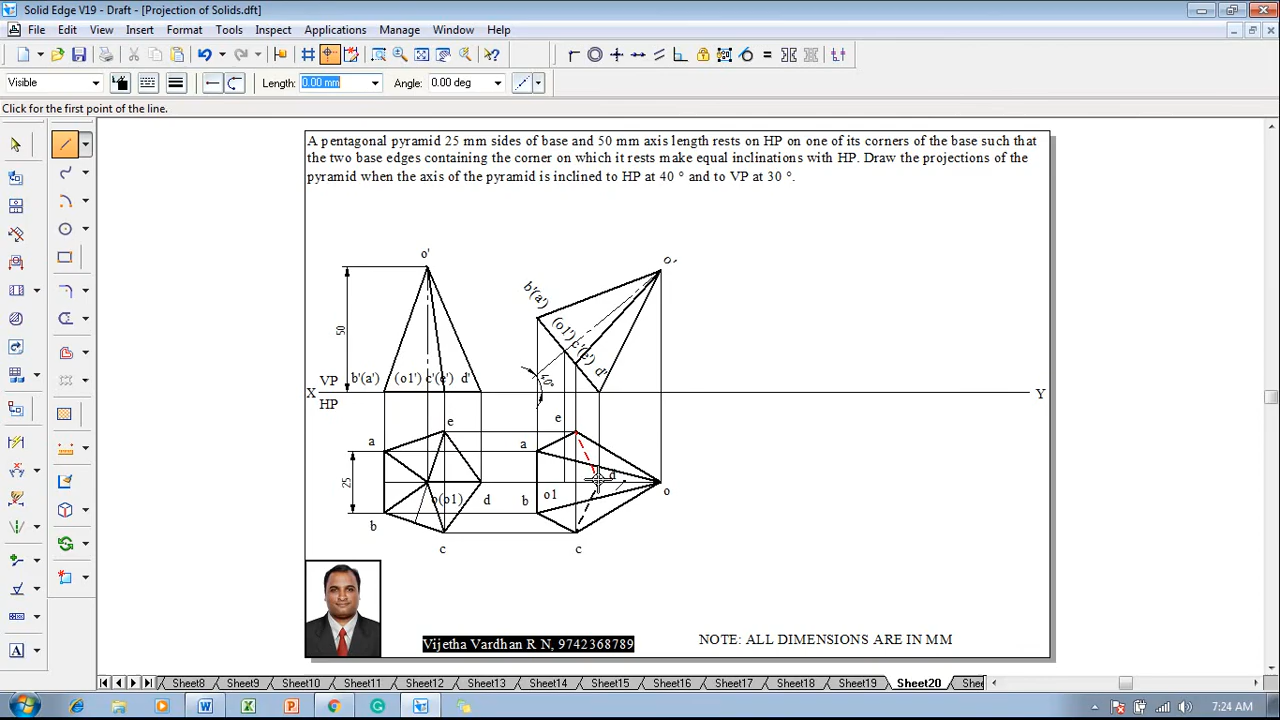 Solid Edge V19 - Draft - [Projection of Solids.dft]
File Edit View Insert Format Tools Inspect Applications Manage Window Help
Visible Length: 0.00 mm Angle: 0.00 deg
Click for the first point of the line.
A pentagonal pyramid 25 mm sides of base and 50 mm axis length rests on HP on one of its corners of the base such that
the two base edges containing the corner on which it rests make equal inclinations with HP. Draw the projections of the
pyramid when the axis of the pyramid is inclined to HP at 40 ° and to VP at 30 °.
o' o'
b'(a')
50 (o1') c'(e') d'
40°
VP b'(a') (o1') c'(e') d'
X Y
HP
e e
a a
25 d
o(o1) d b o1 o
b
c c
Vijetha Vardhan R N, 9742368789 NOTE: ALL DIMENSIONS ARE IN MM
Sheet8 Sheet9 Sheet10 Sheet11 Sheet12 Sheet13 Sheet14 Sheet15 Sheet16 Sheet17 Sheet18 Sheet19 Sheet20 Shee
7:24 AM